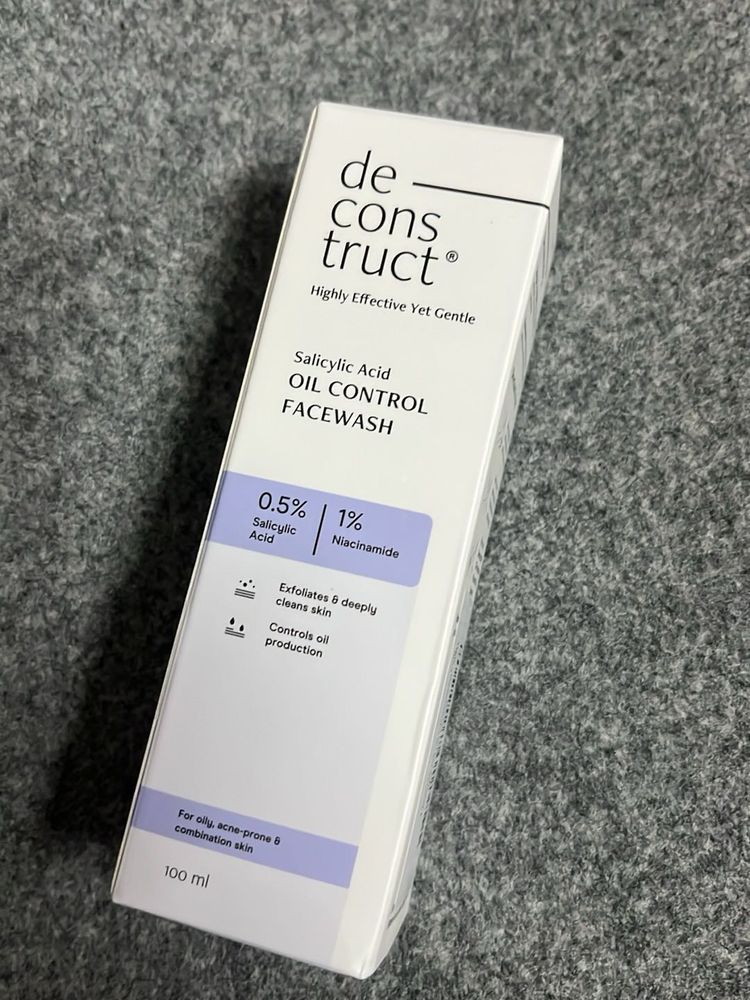 de
cons
truct®
Highly Effective Yet Gentle
Salicylic Acid
OIL CONTROL
FACEWASH
0.5%
Salicylic
Acid
1%
Niacinamide
Exfoliates & deeply
cleans skin
Controls oil
production
For oily, acne-prone &
combination skin
100 ml